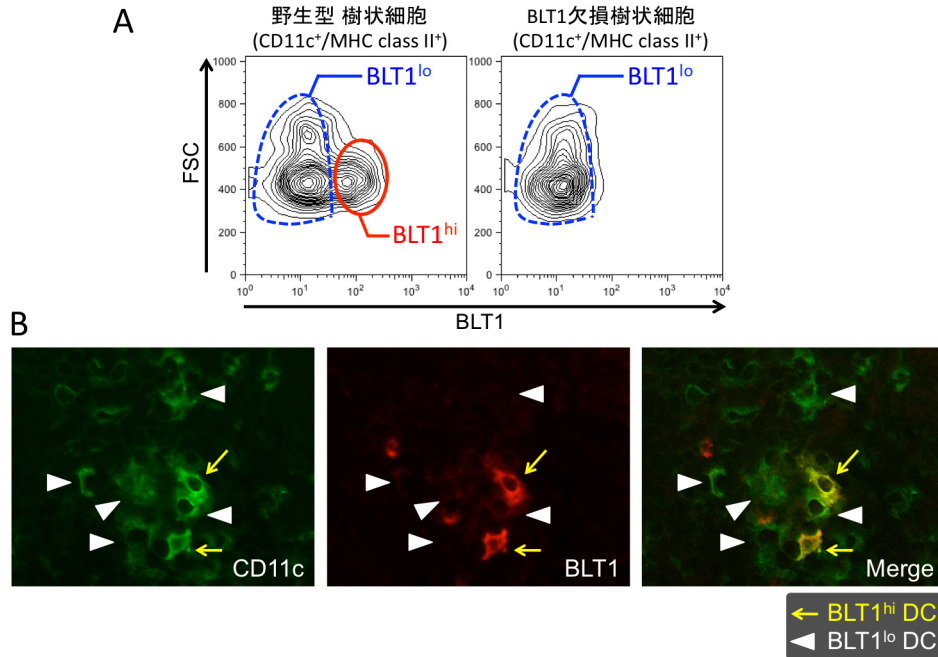 A
野生型 樹状細胞
(CD11c⁺/MHC class II⁺)
BLT1欠損樹状細胞
(CD11c⁺/MHC class II⁺)
BLT1ˡᵒ
BLT1ˡᵒ
BLT1ʰⁱ
FSC
1000
800
600
400
200
0
10⁰ 10¹ 10² 10³ 10⁴
1000
800
600
400
200
0
10⁰ 10¹ 10² 10³ 10⁴
BLT1
B
CD11c
BLT1
Merge
BLT1ʰⁱ DC
BLT1ˡᵒ DC